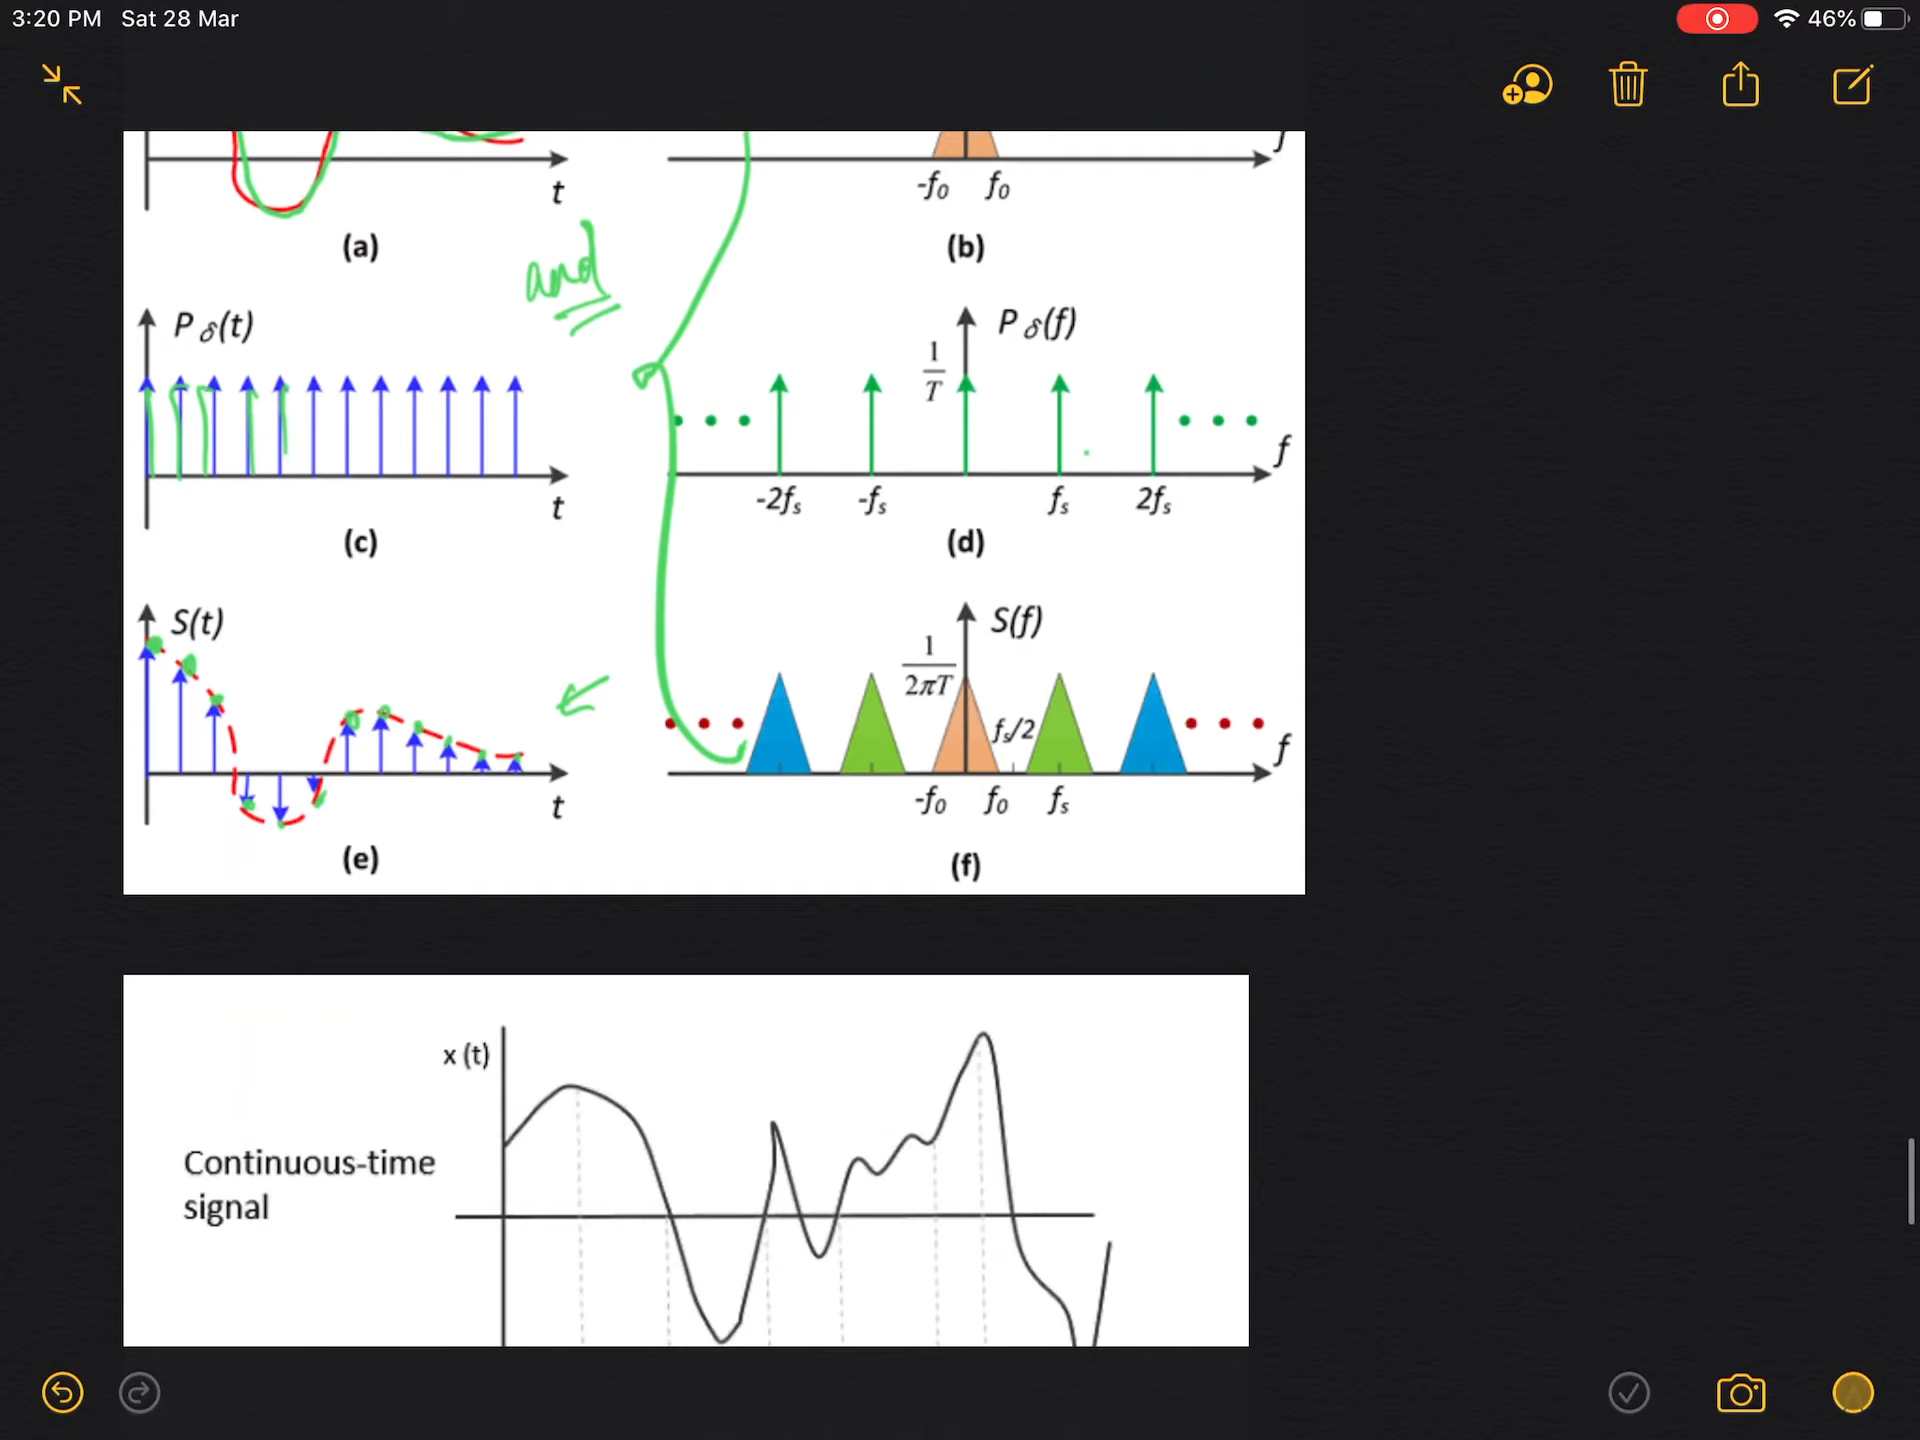 3:20 PM Sat 28 Mar
46%
t
f
-f₀ f₀
(a)
(b)
and
P δ(t)
P δ(f)
1
T
f
t
-2fₛ -fₛ fₛ 2fₛ
(c)
(d)
S(t)
S(f)
1
2πT
fₛ/2
f
t
-f₀ f₀ fₛ
(e)
(f)
x (t)
Continuous-time
signal